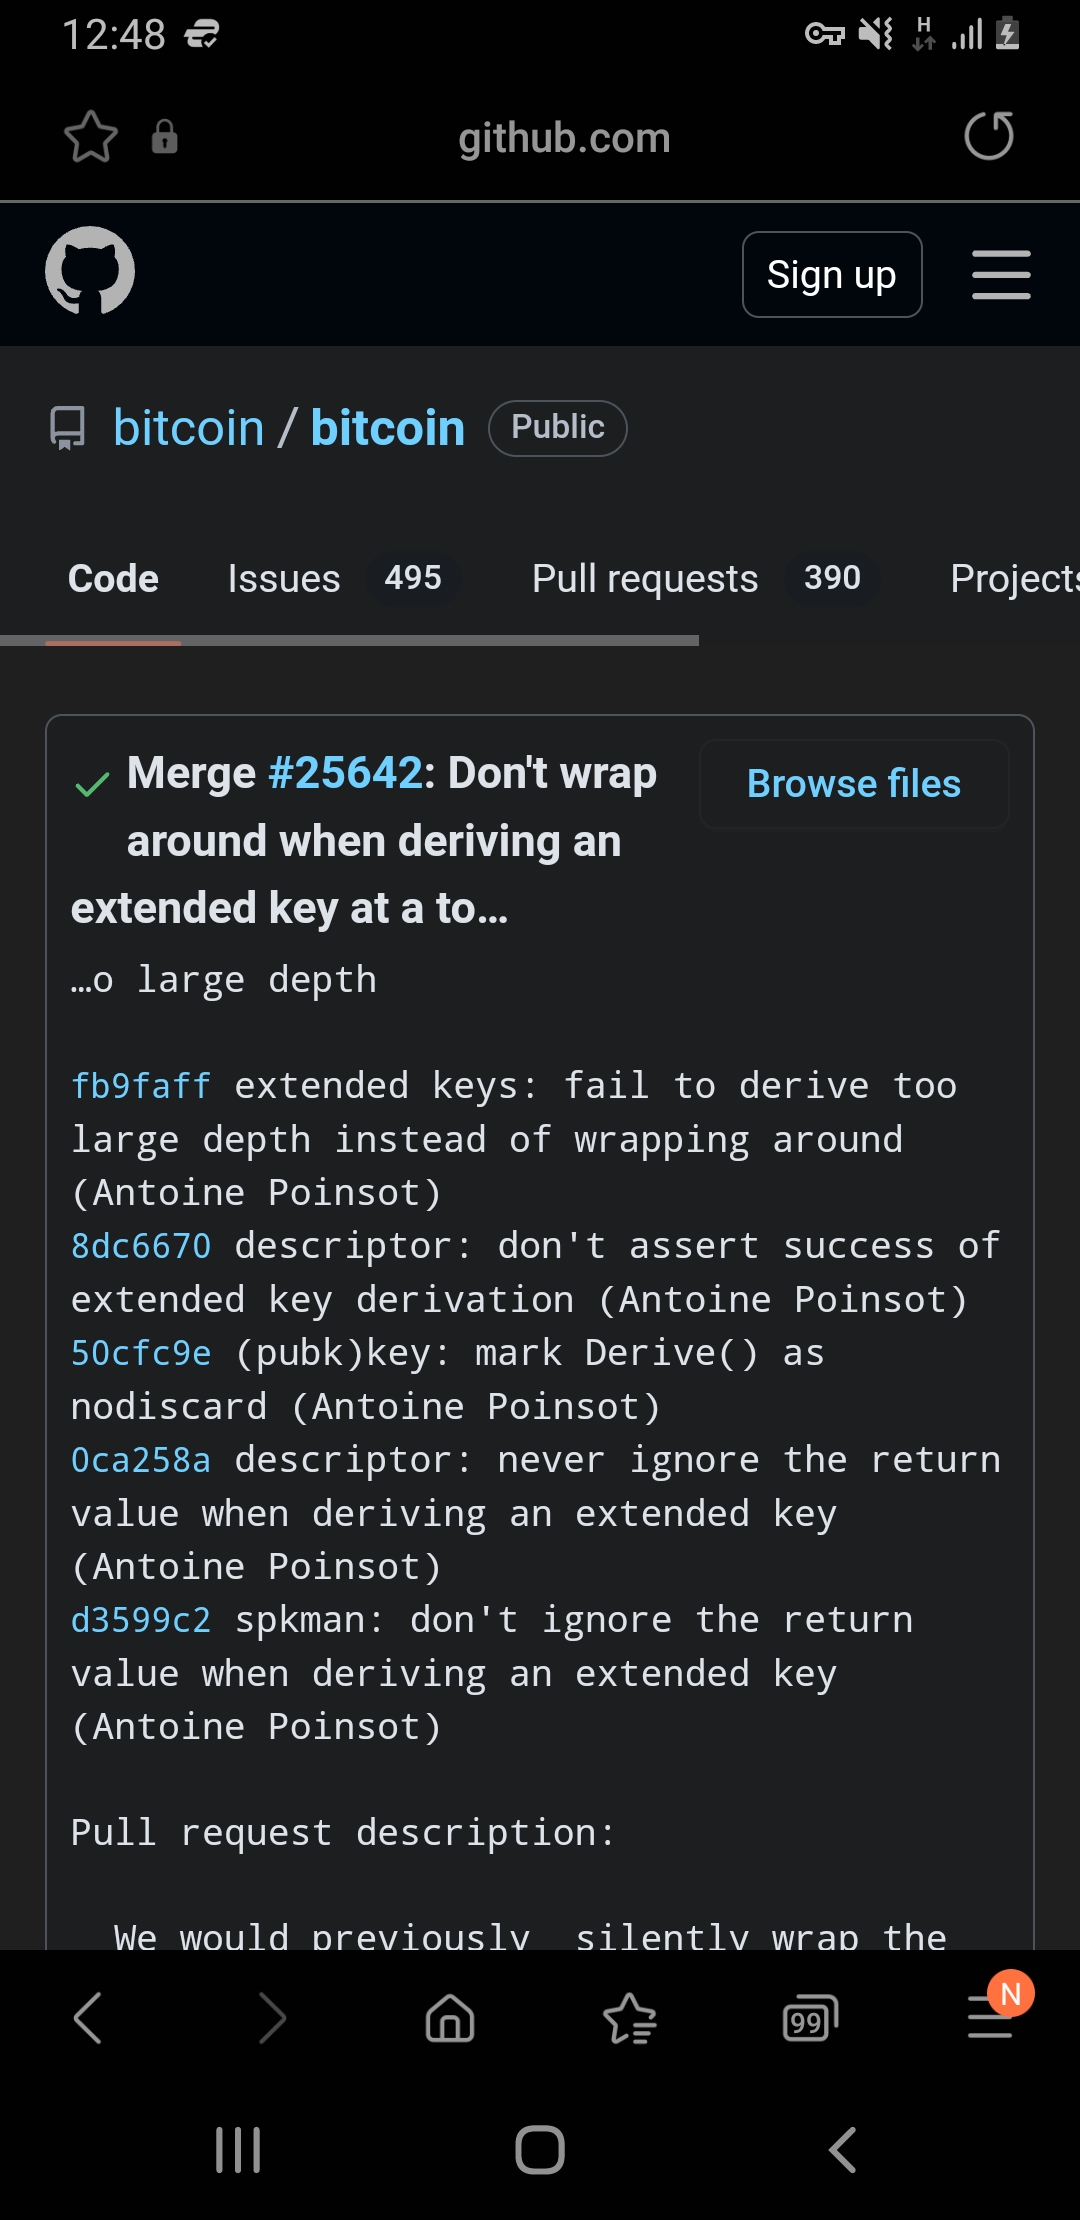 12:48
H
github.com
Sign up
bitcoin / bitcoin Public
Code Issues 495 Pull requests 390 Projects
Merge #25642: Don't wrap
Browse files
around when deriving an
extended key at a to…
…o large depth
fb9faff extended keys: fail to derive too
large depth instead of wrapping around
(Antoine Poinsot)
8dc6670 descriptor: don't assert success of
extended key derivation (Antoine Poinsot)
50cfc9e (pubk)key: mark Derive() as
nodiscard (Antoine Poinsot)
0ca258a descriptor: never ignore the return
value when deriving an extended key
(Antoine Poinsot)
d3599c2 spkman: don't ignore the return
value when deriving an extended key
(Antoine Poinsot)
Pull request description:
We would previously  silently wrap the
99
N